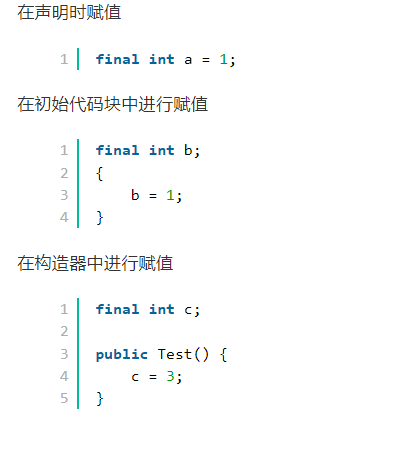 在声明时赋值
1 final int a = 1;
在初始代码块中进行赋值
1 final int b;
2 {
3     b = 1;
4 }
在构造器中进行赋值
1 final int c;
2
3 public Test() {
4     c = 3;
5 }